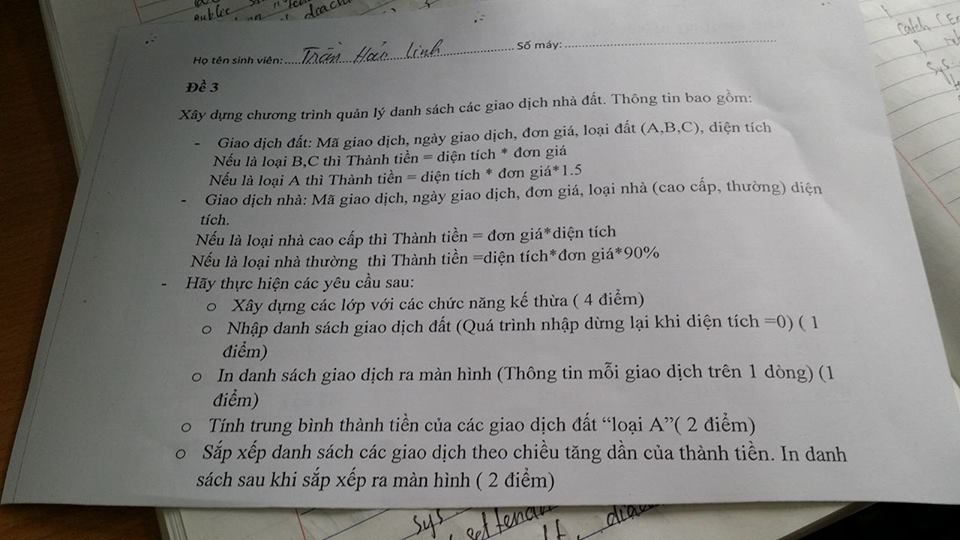 Họ tên sinh viên:....Trần Hảo Linh.... Số máy:....
Đề 3
Xây dựng chương trình quản lý danh sách các giao dịch nhà đất. Thông tin bao gồm:
- Giao dịch đất: Mã giao dịch, ngày giao dịch, đơn giá, loại đất (A,B,C), diện tích
Nếu là loại B,C thì Thành tiền = diện tích * đơn giá
Nếu là loại A thì Thành tiền = diện tích * đơn giá*1.5
- Giao dịch nhà: Mã giao dịch, ngày giao dịch, đơn giá, loại nhà (cao cấp, thường) diện
tích.
Nếu là loại nhà cao cấp thì Thành tiền = đơn giá*diện tích
Nếu là loại nhà thường thì Thành tiền =diện tích*đơn giá*90%
- Hãy thực hiện các yêu cầu sau:
o Xây dựng các lớp với các chức năng kế thừa ( 4 điểm)
o Nhập danh sách giao dịch đất (Quá trình nhập dừng lại khi diện tích =0) ( 1
điểm)
o In danh sách giao dịch ra màn hình (Thông tin mỗi giao dịch trên 1 dòng) (1
điểm)
o Tính trung bình thành tiền của các giao dịch đất “loại A”( 2 điểm)
o Sắp xếp danh sách các giao dịch theo chiều tăng dần của thành tiền. In danh
sách sau khi sắp xếp ra màn hình ( 2 điểm)